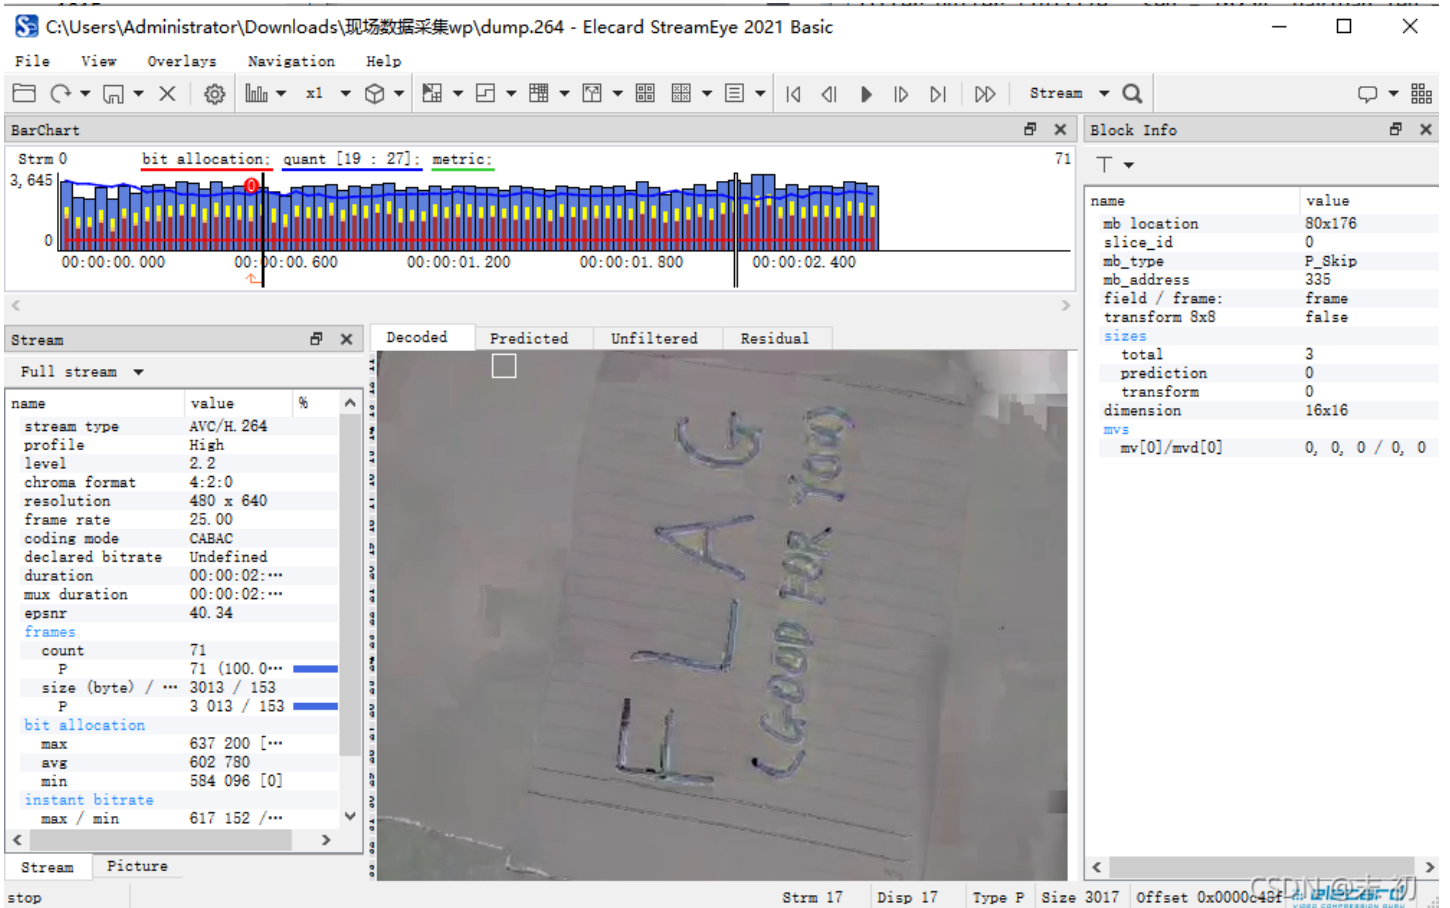 C:\Users\Administrator\Downloads\现场数据采集wp\dump.264 - Elecard StreamEye 2021 Basic
File View Overlays Navigation Help
x1 Stream
BarChart
Strm 0 bit allocation; quant [19 : 27]; metric; 71
3,645
0
00:00:00.000 00:00:00.600 00:00:01.200 00:00:01.800 00:00:02.400
Stream
Full stream
name value %
stream type AVC/H.264
profile High
level 2.2
chroma format 4:2:0
resolution 480 x 640
frame rate 25.00
coding mode CABAC
declared bitrate Undefined
duration 00:00:02:...
mux duration 00:00:02:...
epsnr 40.34
frames
count 71
P 71 (100.0...
size (byte) / ... 3013 / 153
P 3 013 / 153
bit allocation
max 637 200 [...
avg 602 780
min 584 096 [0]
instant bitrate
max / min 617 152 /...
Stream Picture
Decoded Predicted Unfiltered Residual
FLAG
(GOOD FOR YOU)
Block Info
name value
mb location 80x176
slice_id 0
mb_type P_Skip
mb_address 335
field / frame: frame
transform 8x8 false
sizes
total 3
prediction 0
transform 0
dimension 16x16
mvs
mv[0]/mvd[0] 0, 0, 0 / 0, 0
stop Strm 17 Disp 17 Type P Size 3017 Offset 0x0000c48f
CSDN @未初
elecard
VIDEO COMPRESSION GURU